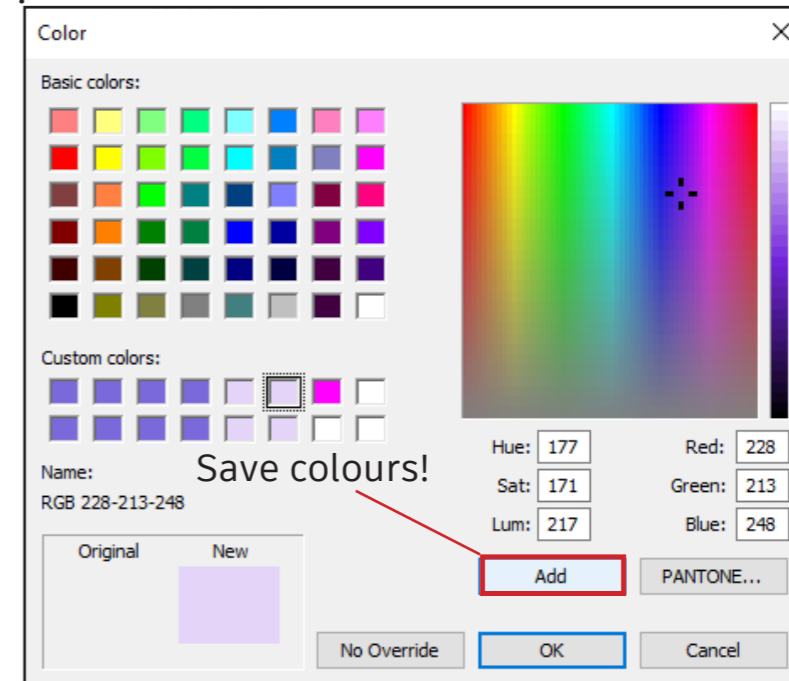 Color
Basic colors:
Custom colors:
Save colours!
Name:
RGB 228-213-248
Original New
Hue: 177 Red: 228
Sat: 171 Green: 213
Lum: 217 Blue: 248
Add PANTONE...
No Override OK Cancel